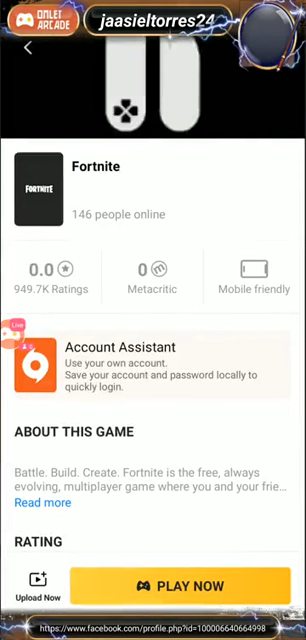 OMLET
ARCADE
jaasieltorres24
FORTNITE
Fortnite
146 people online
0.0
949.7K Ratings
0
Metacritic
Mobile friendly
Live
Account Assistant
Use your own account.
Save your account and password locally to
quickly login.
ABOUT THIS GAME
Battle. Build. Create. Fortnite is the free, always
evolving, multiplayer game where you and your frie...
Read more
RATING
Upload Now
PLAY NOW
https://www.facebook.com/profile.php?id=100006640664998